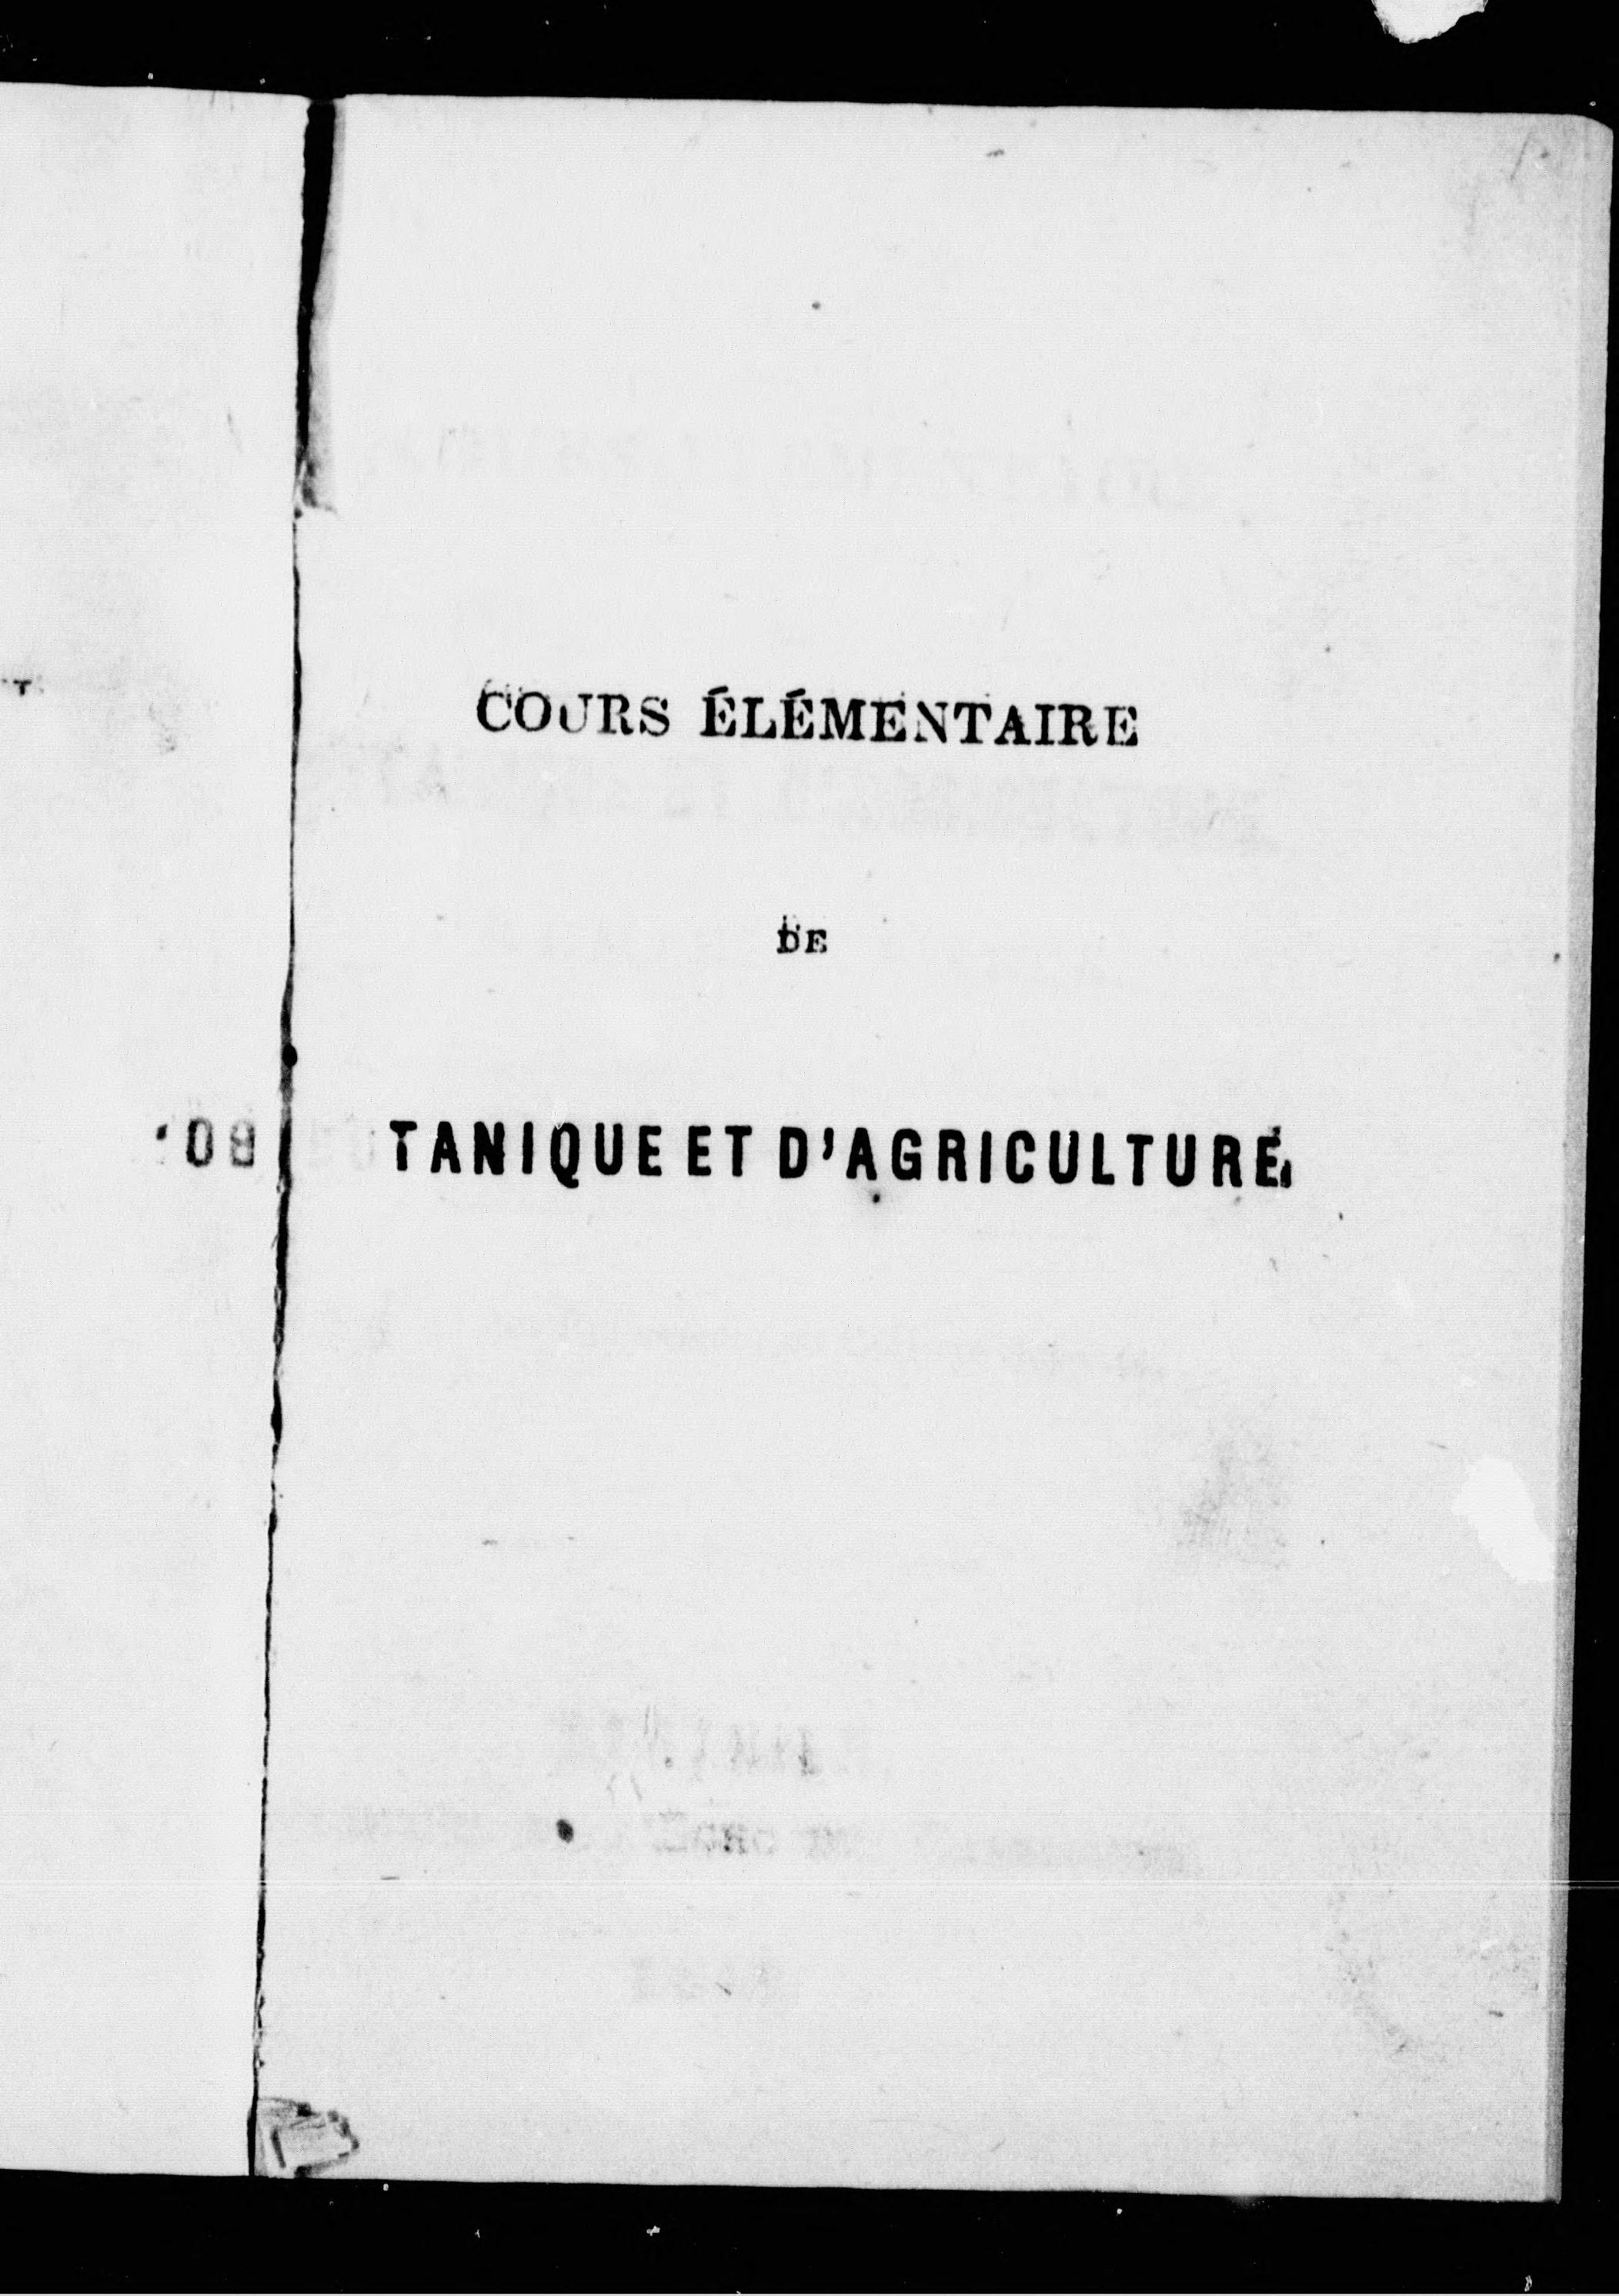 COURS ÉLÉMENTAIRE
DE
TANIQUE ET D'AGRICULTURE